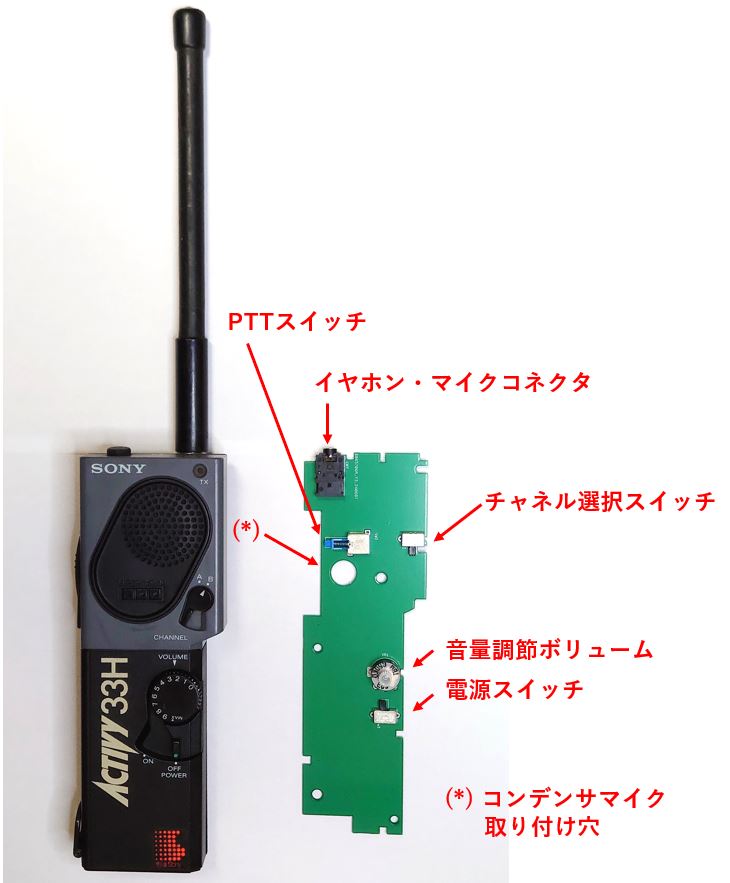 PTTスイッチ
イヤホン・マイクコネクタ
SONY
TX
(*)
チャネル選択スイッチ
A
B
CHANNEL
VOLUME
音量調節ボリューム
電源スイッチ
ACTIVY 33H
ON
OFF
POWER
(*) コンデンサマイク
取り付け穴